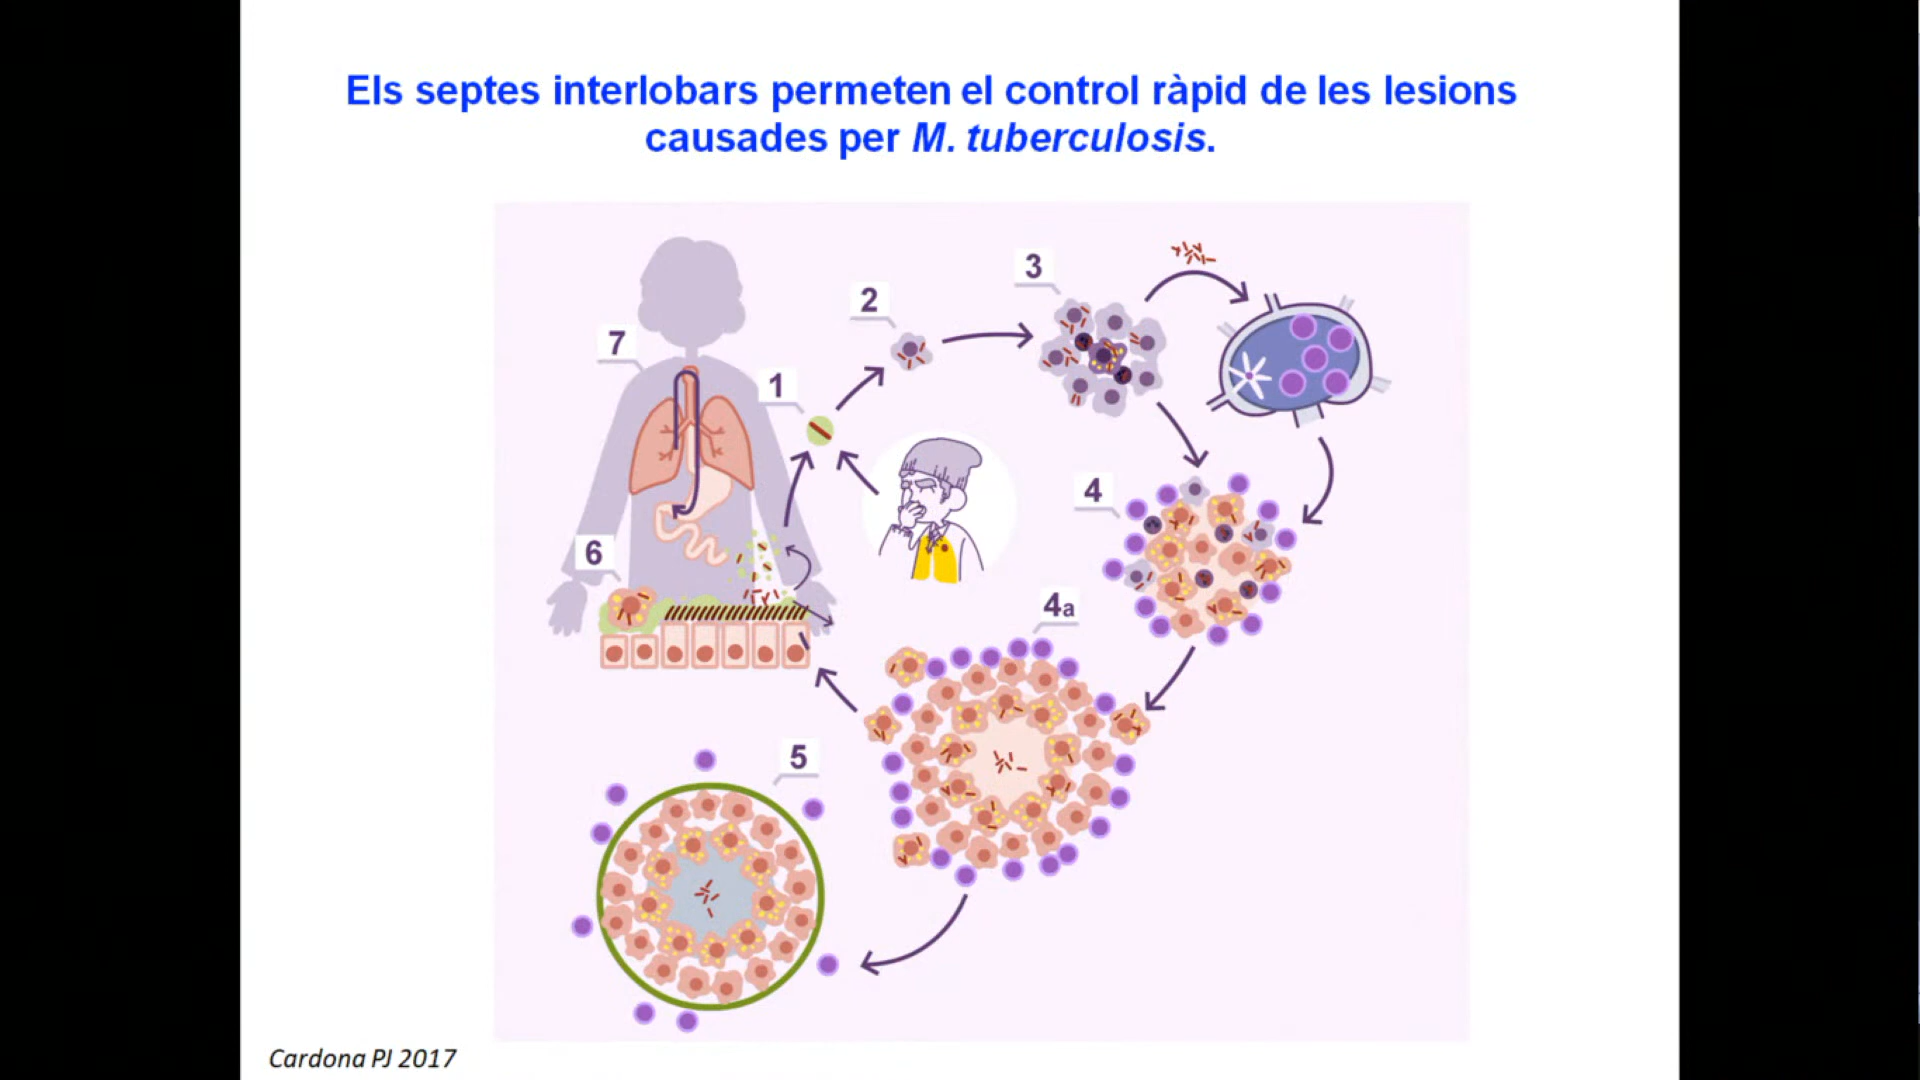 Els septes interlobars permeten el control ràpid de les lesions
causades per M. tuberculosis.
3
2
7
1
4
6
4a
5
Cardona PJ 2017